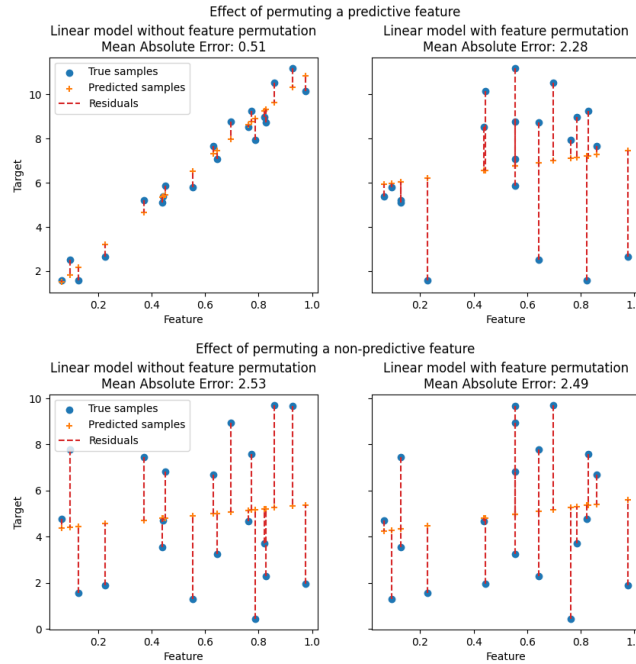 Effect of permuting a predictive feature
Linear model without feature permutation
Mean Absolute Error: 0.51
Linear model with feature permutation
Mean Absolute Error: 2.28
True samples
Predicted samples
Residuals
Target
10
8
6
4
2
0.2 0.4 0.6 0.8 1.0
Feature
0.2 0.4 0.6 0.8 1.
Feature
Effect of permuting a non-predictive feature
Linear model without feature permutation
Mean Absolute Error: 2.53
Linear model with feature permutation
Mean Absolute Error: 2.49
True samples
Predicted samples
Residuals
Target
10
8
6
4
2
0
0.2 0.4 0.6 0.8 1.0
Feature
0.2 0.4 0.6 0.8 1.
Feature